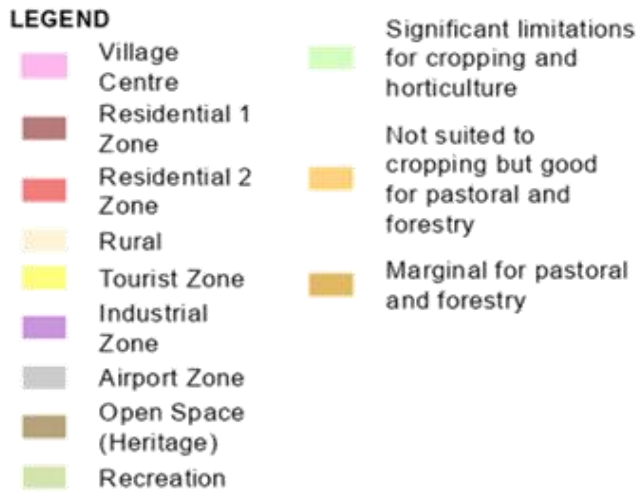 LEGEND
Village
Centre
Residential 1
Zone
Residential 2
Zone
Rural
Tourist Zone
Industrial
Zone
Airport Zone
Open Space
(Heritage)
Recreation
Significant limitations
for cropping and
horticulture
Not suited to
cropping but good
for pastoral and
forestry
Marginal for pastoral
and forestry